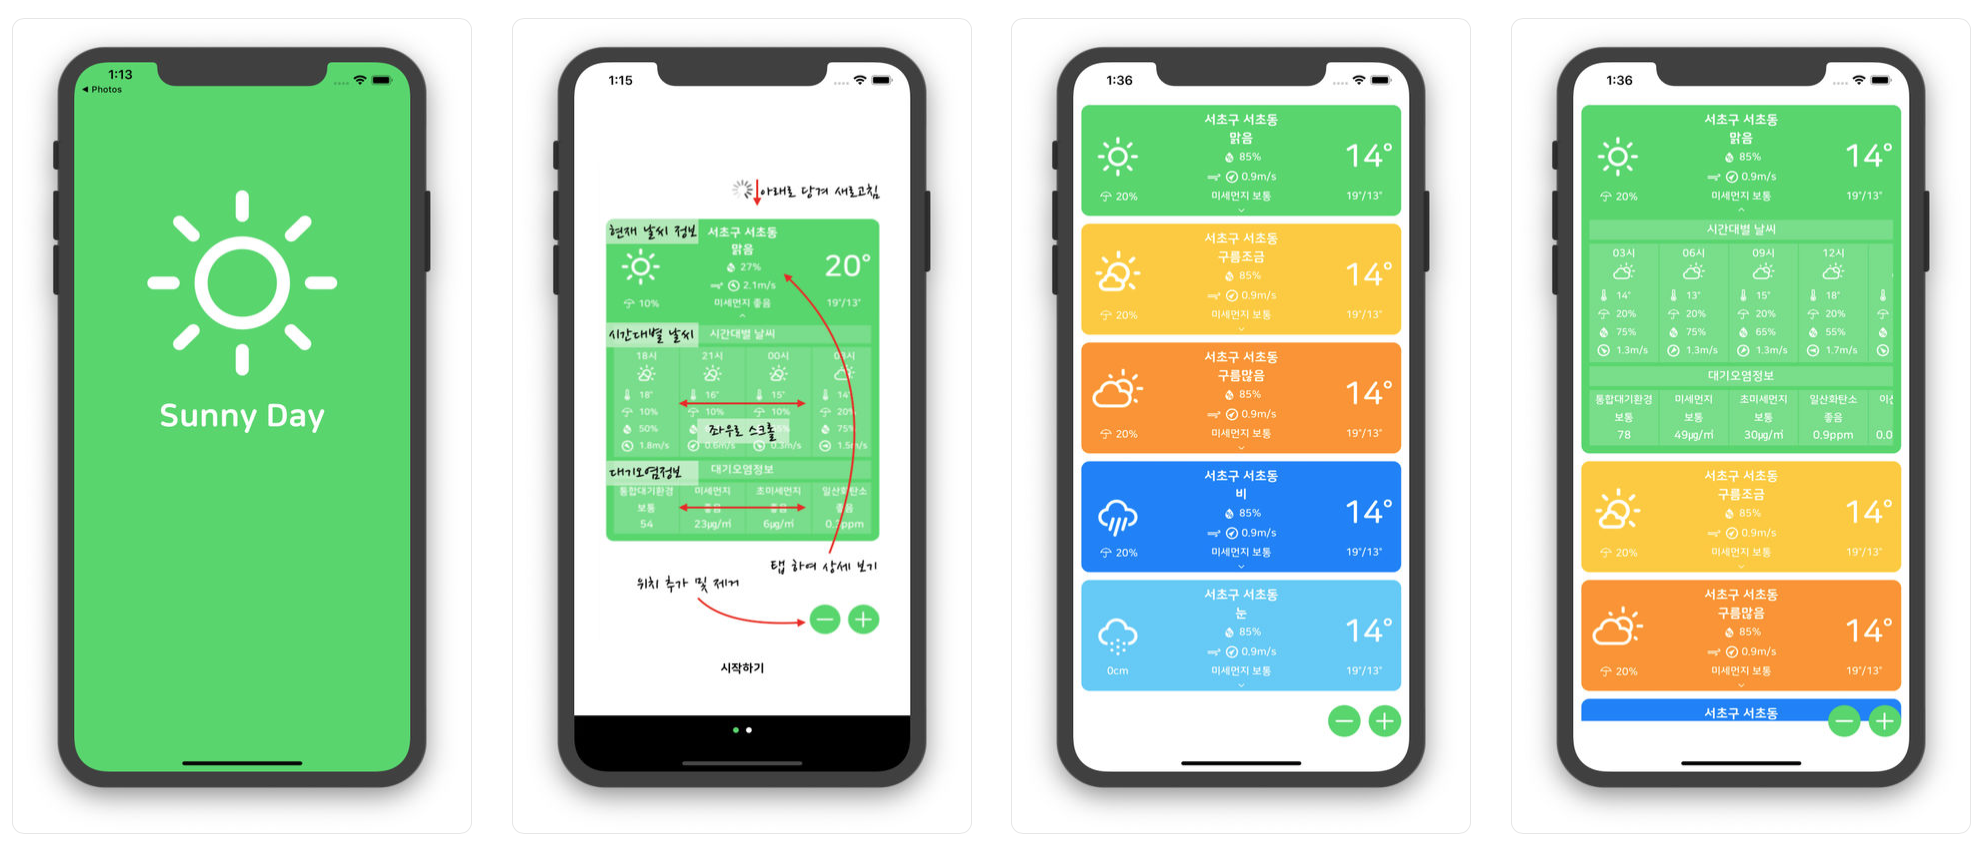 1:13
◀ Photos
Sunny Day
1:15
아래로 당겨 새로고침
현재 날씨 정보
서초구 서초동
맑음
27%
20°
2.1m/s
10%
미세먼지 좋음
19°/13°
시간대별 날씨
시간대별 날씨
18시 21시 00시
18° 16° 15° 14°
10% 10% 10% 20%
50% 75%
좌우로 스크롤
1.8m/s 0.6m/s 0.3m/s 1.5m/s
대기오염정보
대기오염정보
통합대기환경 미세먼지 초미세먼지 일산화탄소
보통
54 23μg/㎥ 6μg/㎥
탭 하여 상세 보기
위치 추가 및 제거
시작하기
1:36
서초구 서초동
맑음
85%
14°
0.9m/s
20% 미세먼지 보통 19°/13°
서초구 서초동
구름조금
85%
14°
0.9m/s
20% 미세먼지 보통 19°/13°
서초구 서초동
구름많음
85%
14°
0.9m/s
20% 미세먼지 보통 19°/13°
서초구 서초동
비
85%
14°
0.9m/s
20% 미세먼지 보통 19°/13°
서초구 서초동
눈
85%
14°
0.9m/s
0cm 미세먼지 보통 19°/13°
1:36
서초구 서초동
맑음
85%
14°
0.9m/s
20% 미세먼지 보통 19°/13°
시간대별 날씨
03시 06시 09시 12시
14° 13° 15° 18°
20% 20% 20% 20%
75% 75% 65% 55%
1.3m/s 1.3m/s 1.3m/s 1.7m/s
대기오염정보
통합대기환경 미세먼지 초미세먼지 일산화탄소
보통 보통 보통 좋음
78 49μg/㎥ 30μg/㎥ 0.9ppm 0.0
서초구 서초동
구름조금
85%
14°
0.9m/s
20% 미세먼지 보통 19°/13°
서초구 서초동
구름많음
85%
14°
0.9m/s
20% 미세먼지 보통 19°/13°
서초구 서초동